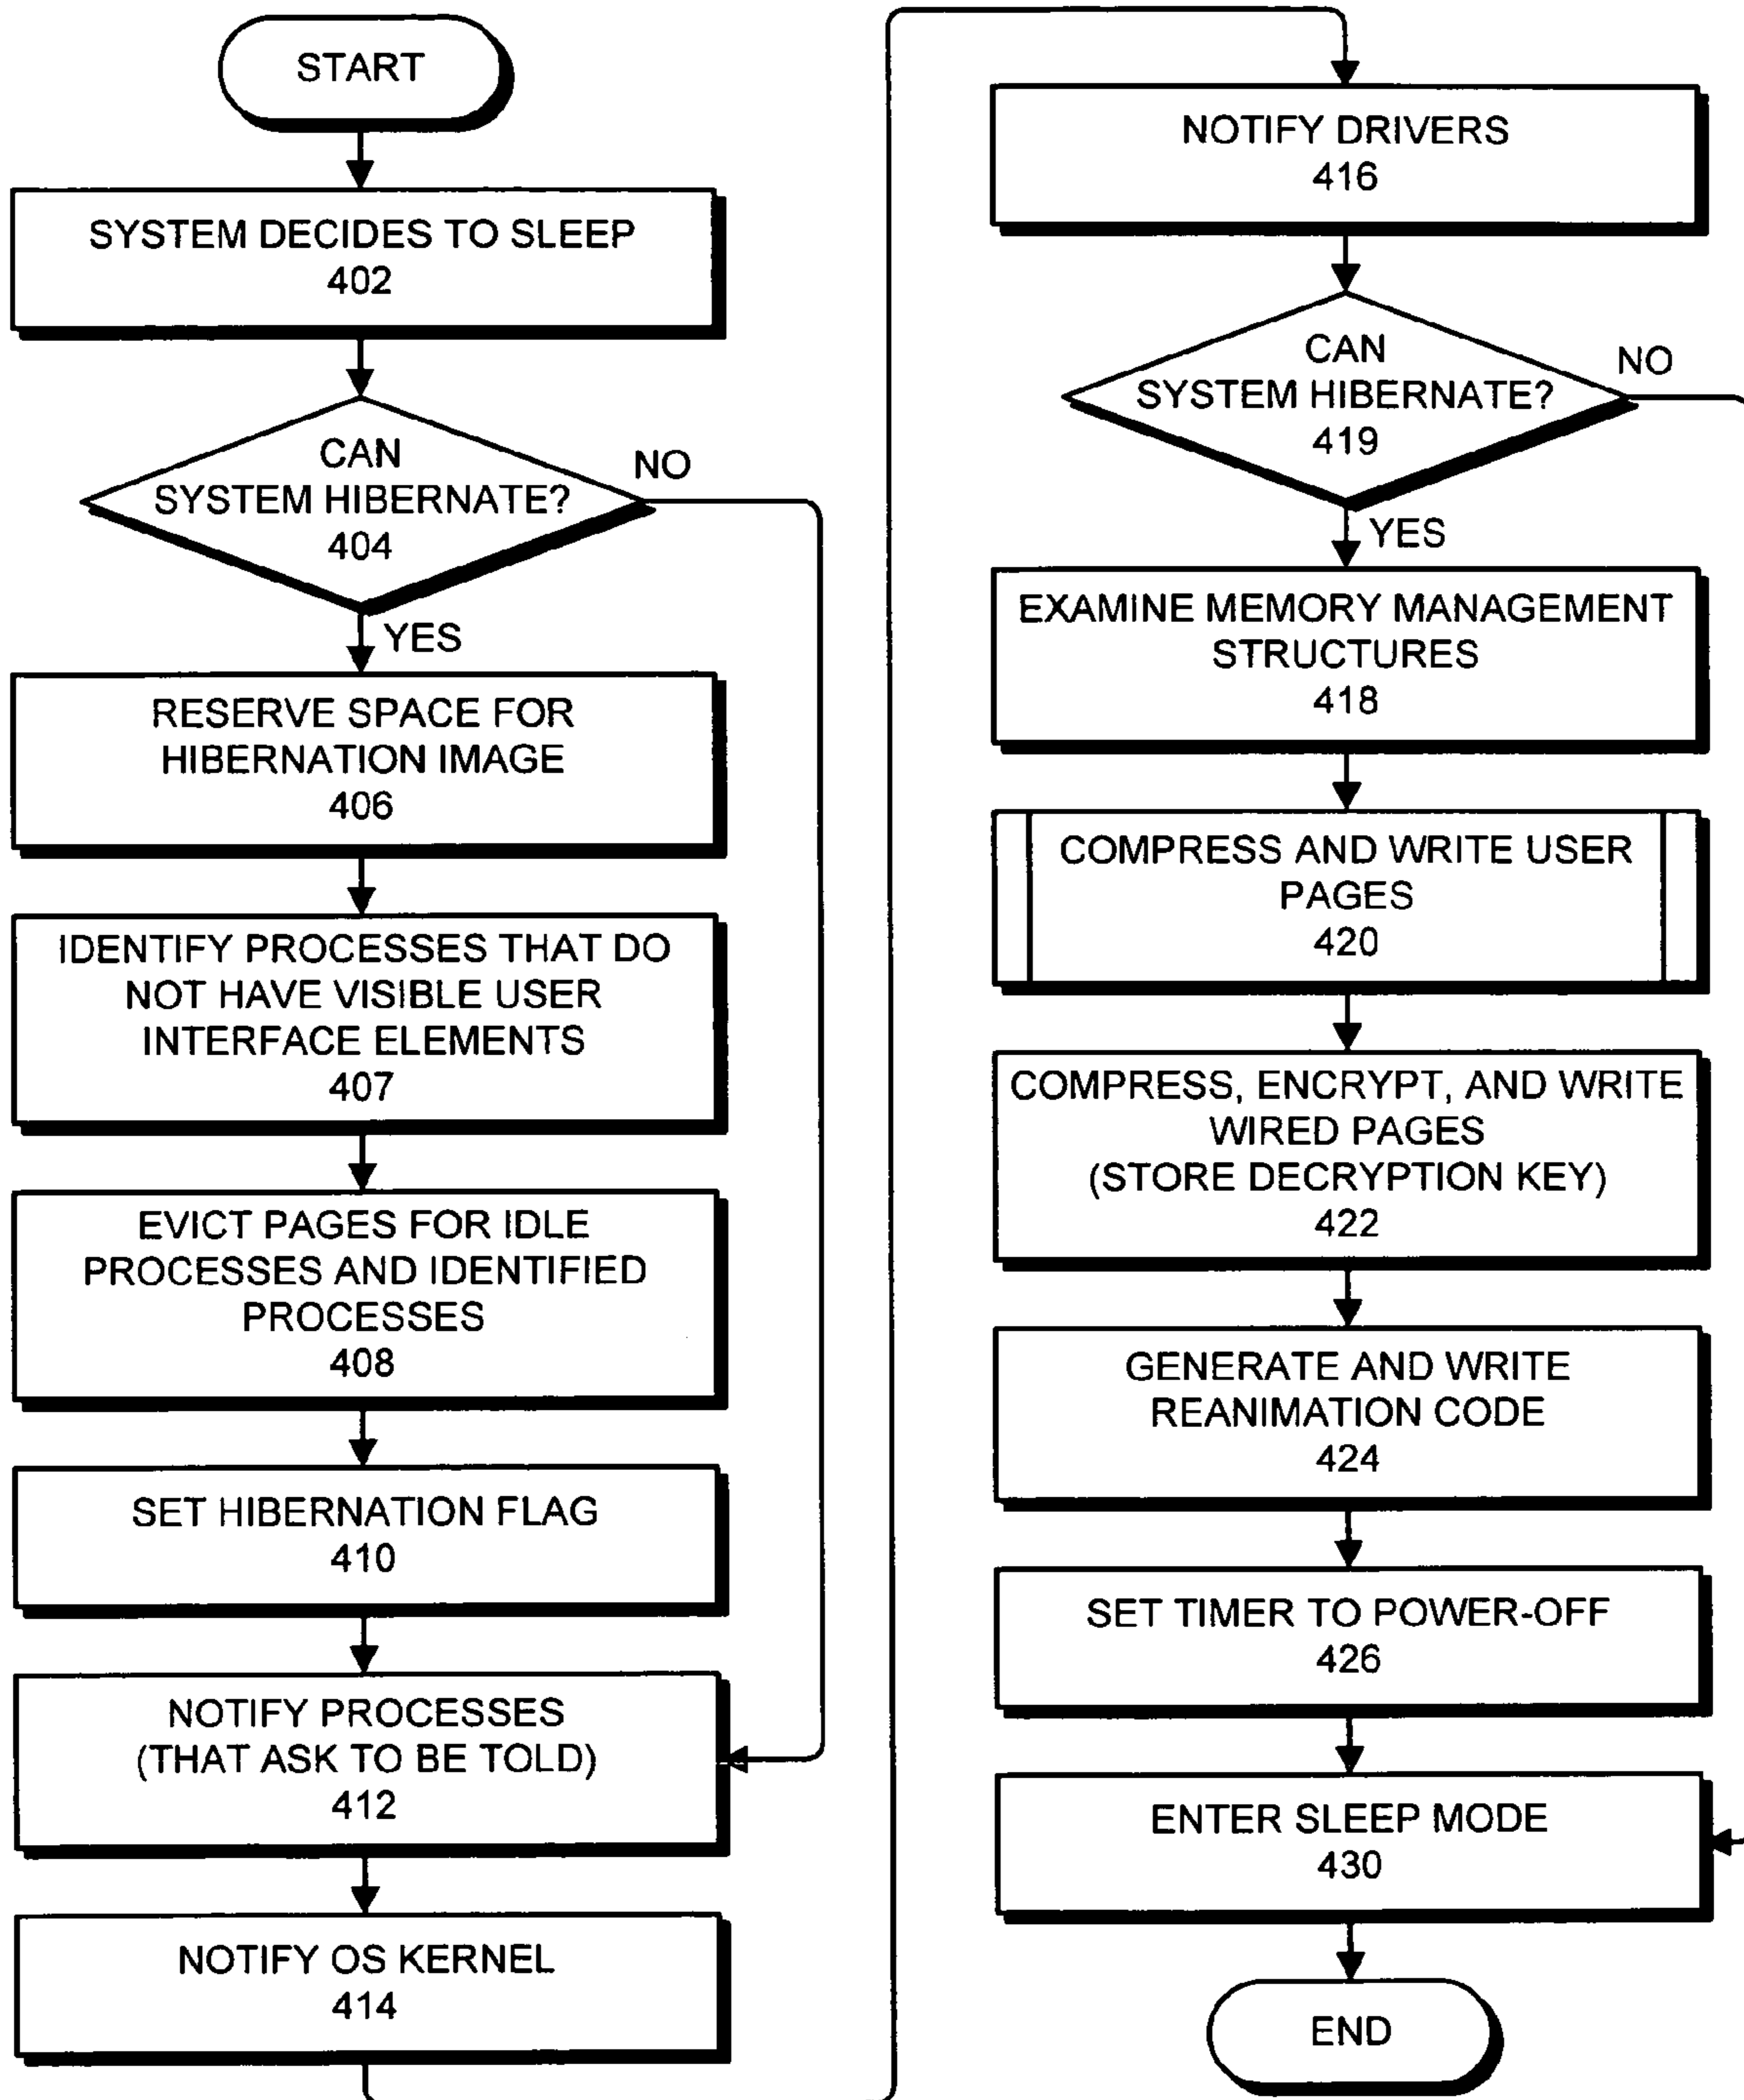 START
SYSTEM DECIDES TO SLEEP
402
CAN
SYSTEM HIBERNATE?
404
NO
YES
RESERVE SPACE FOR
HIBERNATION IMAGE
406
IDENTIFY PROCESSES THAT DO
NOT HAVE VISIBLE USER
INTERFACE ELEMENTS
407
EVICT PAGES FOR IDLE
PROCESSES AND IDENTIFIED
PROCESSES
408
SET HIBERNATION FLAG
410
NOTIFY PROCESSES
(THAT ASK TO BE TOLD)
412
NOTIFY OS KERNEL
414
NOTIFY DRIVERS
416
CAN
SYSTEM HIBERNATE?
419
NO
YES
EXAMINE MEMORY MANAGEMENT
STRUCTURES
418
COMPRESS AND WRITE USER
PAGES
420
COMPRESS, ENCRYPT, AND WRITE
WIRED PAGES
(STORE DECRYPTION KEY)
422
GENERATE AND WRITE
REANIMATION CODE
424
SET TIMER TO POWER-OFF
426
ENTER SLEEP MODE
430
END